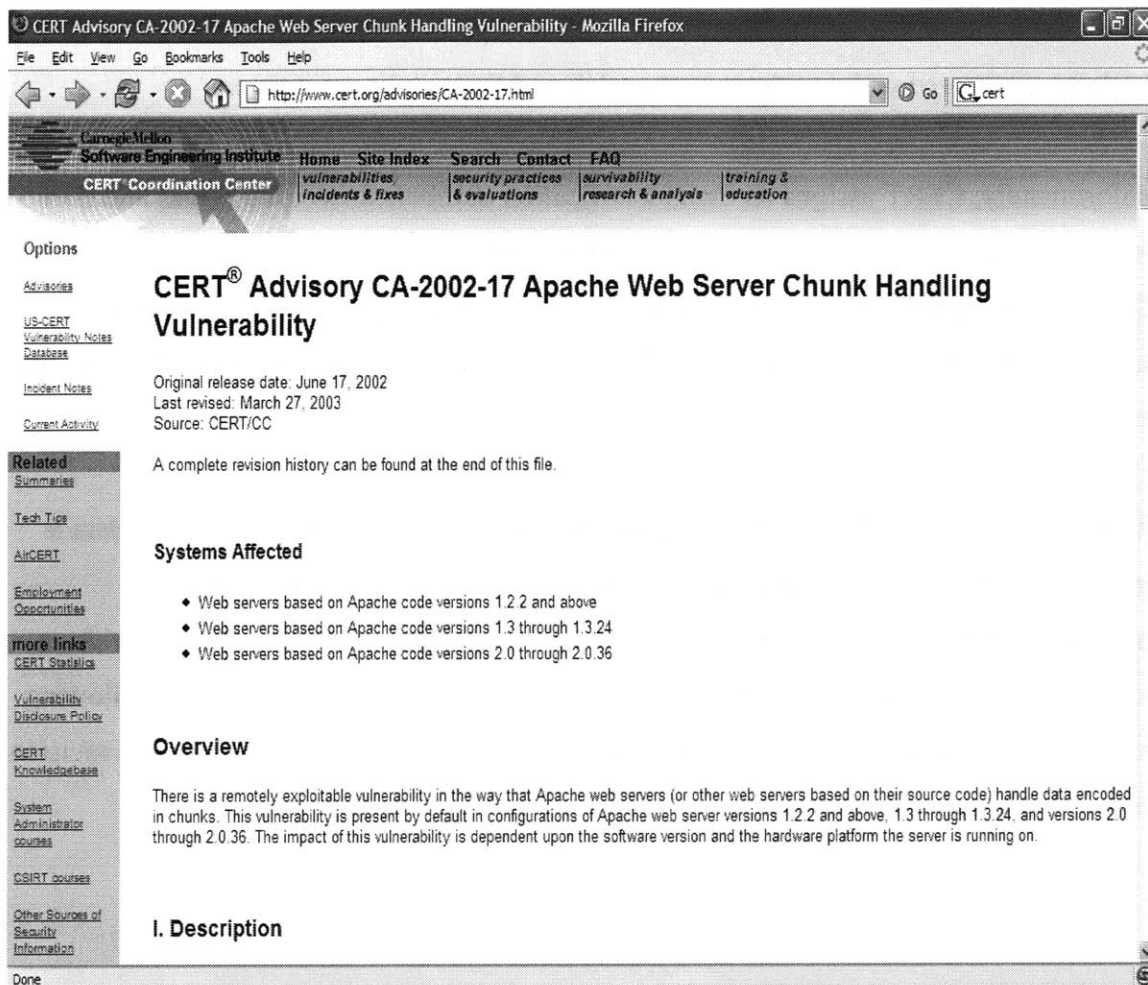 CERT Advisory CA-2002-17 Apache Web Server Chunk Handling Vulnerability - Mozilla Firefox
File Edit View Go Bookmarks Tools Help
http://www.cert.org/advisories/CA-2002-17.html Go G cert
CarnegieMellon
Software Engineering Institute
CERT® Coordination Center
Home Site Index Search Contact FAQ
vulnerabilities, incidents & fixes
security practices & evaluations
survivability research & analysis
training & education
Options
Advisories
US-CERT
Vulnerability Notes
Database
Incident Notes
Current Activity
Related
Summaries
Tech Tips
AirCERT
Employment
Opportunities
more links
CERT Statistics
Vulnerability
Disclosure Policy
CERT
Knowledgebase
System
Administrator
courses
CSIRT courses
Other Sources of
Security
Information
CERT® Advisory CA-2002-17 Apache Web Server Chunk Handling
Vulnerability
Original release date: June 17, 2002
Last revised: March 27, 2003
Source: CERT/CC
A complete revision history can be found at the end of this file.
Systems Affected
• Web servers based on Apache code versions 1.2.2 and above
• Web servers based on Apache code versions 1.3 through 1.3.24
• Web servers based on Apache code versions 2.0 through 2.0.36
Overview
There is a remotely exploitable vulnerability in the way that Apache web servers (or other web servers based on their source code) handle data encoded
in chunks. This vulnerability is present by default in configurations of Apache web server versions 1.2.2 and above, 1.3 through 1.3.24, and versions 2.0
through 2.0.36. The impact of this vulnerability is dependent upon the software version and the hardware platform the server is running on.
I. Description
Done